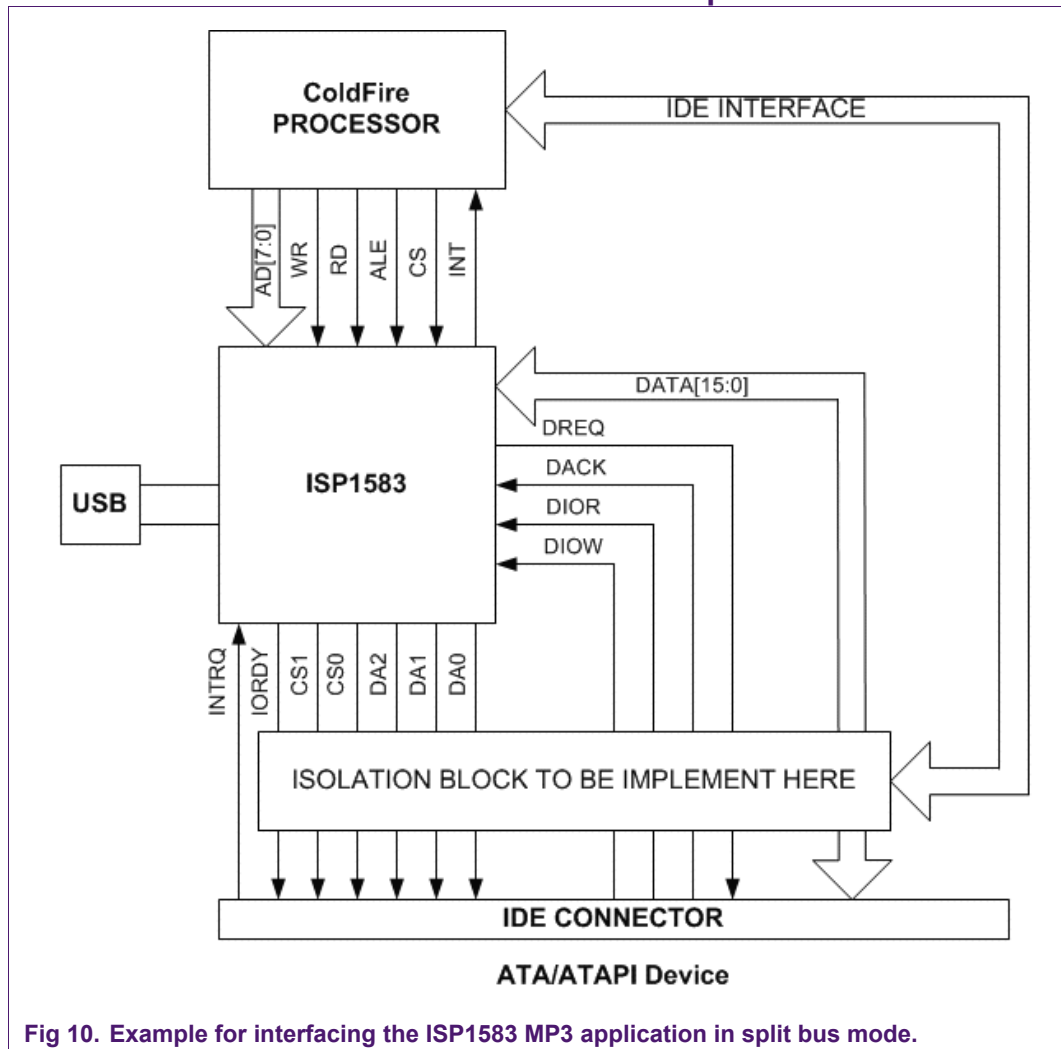 ColdFire
PROCESSOR
IDE INTERFACE
AD[7:0]
WR
RD
ALE
CS
INT
DATA[15:0]
DREQ
DACK
DIOR
DIOW
ISP1583
USB
INTRQ
IORDY
CS1
CS0
DA2
DA1
DA0
ISOLATION BLOCK TO BE IMPLEMENT HERE
IDE CONNECTOR
ATA/ATAPI Device
Fig 10. Example for interfacing the ISP1583 MP3 application in split bus mode.